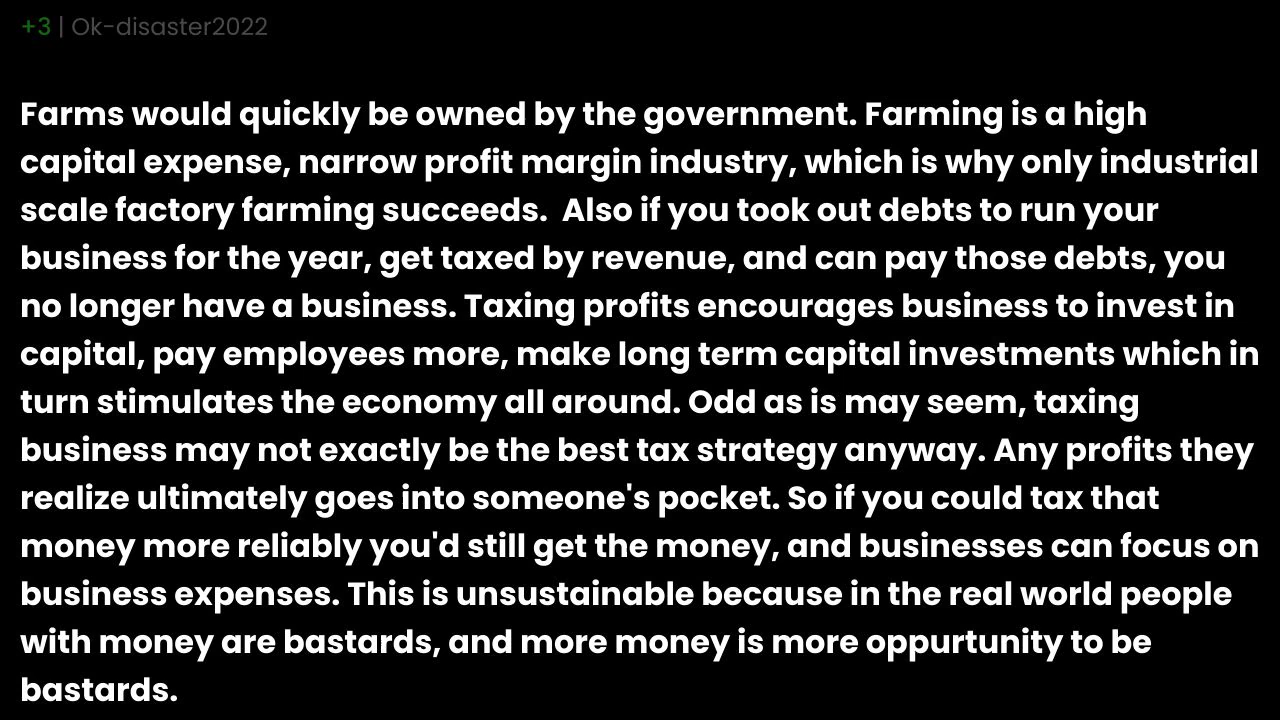 +3 | Ok-disaster2022
Farms would quickly be owned by the government. Farming is a high
capital expense, narrow profit margin industry, which is why only industrial
scale factory farming succeeds.  Also if you took out debts to run your
business for the year, get taxed by revenue, and can pay those debts, you
no longer have a business. Taxing profits encourages business to invest in
capital, pay employees more, make long term capital investments which in
turn stimulates the economy all around. Odd as is may seem, taxing
business may not exactly be the best tax strategy anyway. Any profits they
realize ultimately goes into someone's pocket. So if you could tax that
money more reliably you'd still get the money, and businesses can focus on
business expenses. This is unsustainable because in the real world people
with money are bastards, and more money is more oppurtunity to be
bastards.